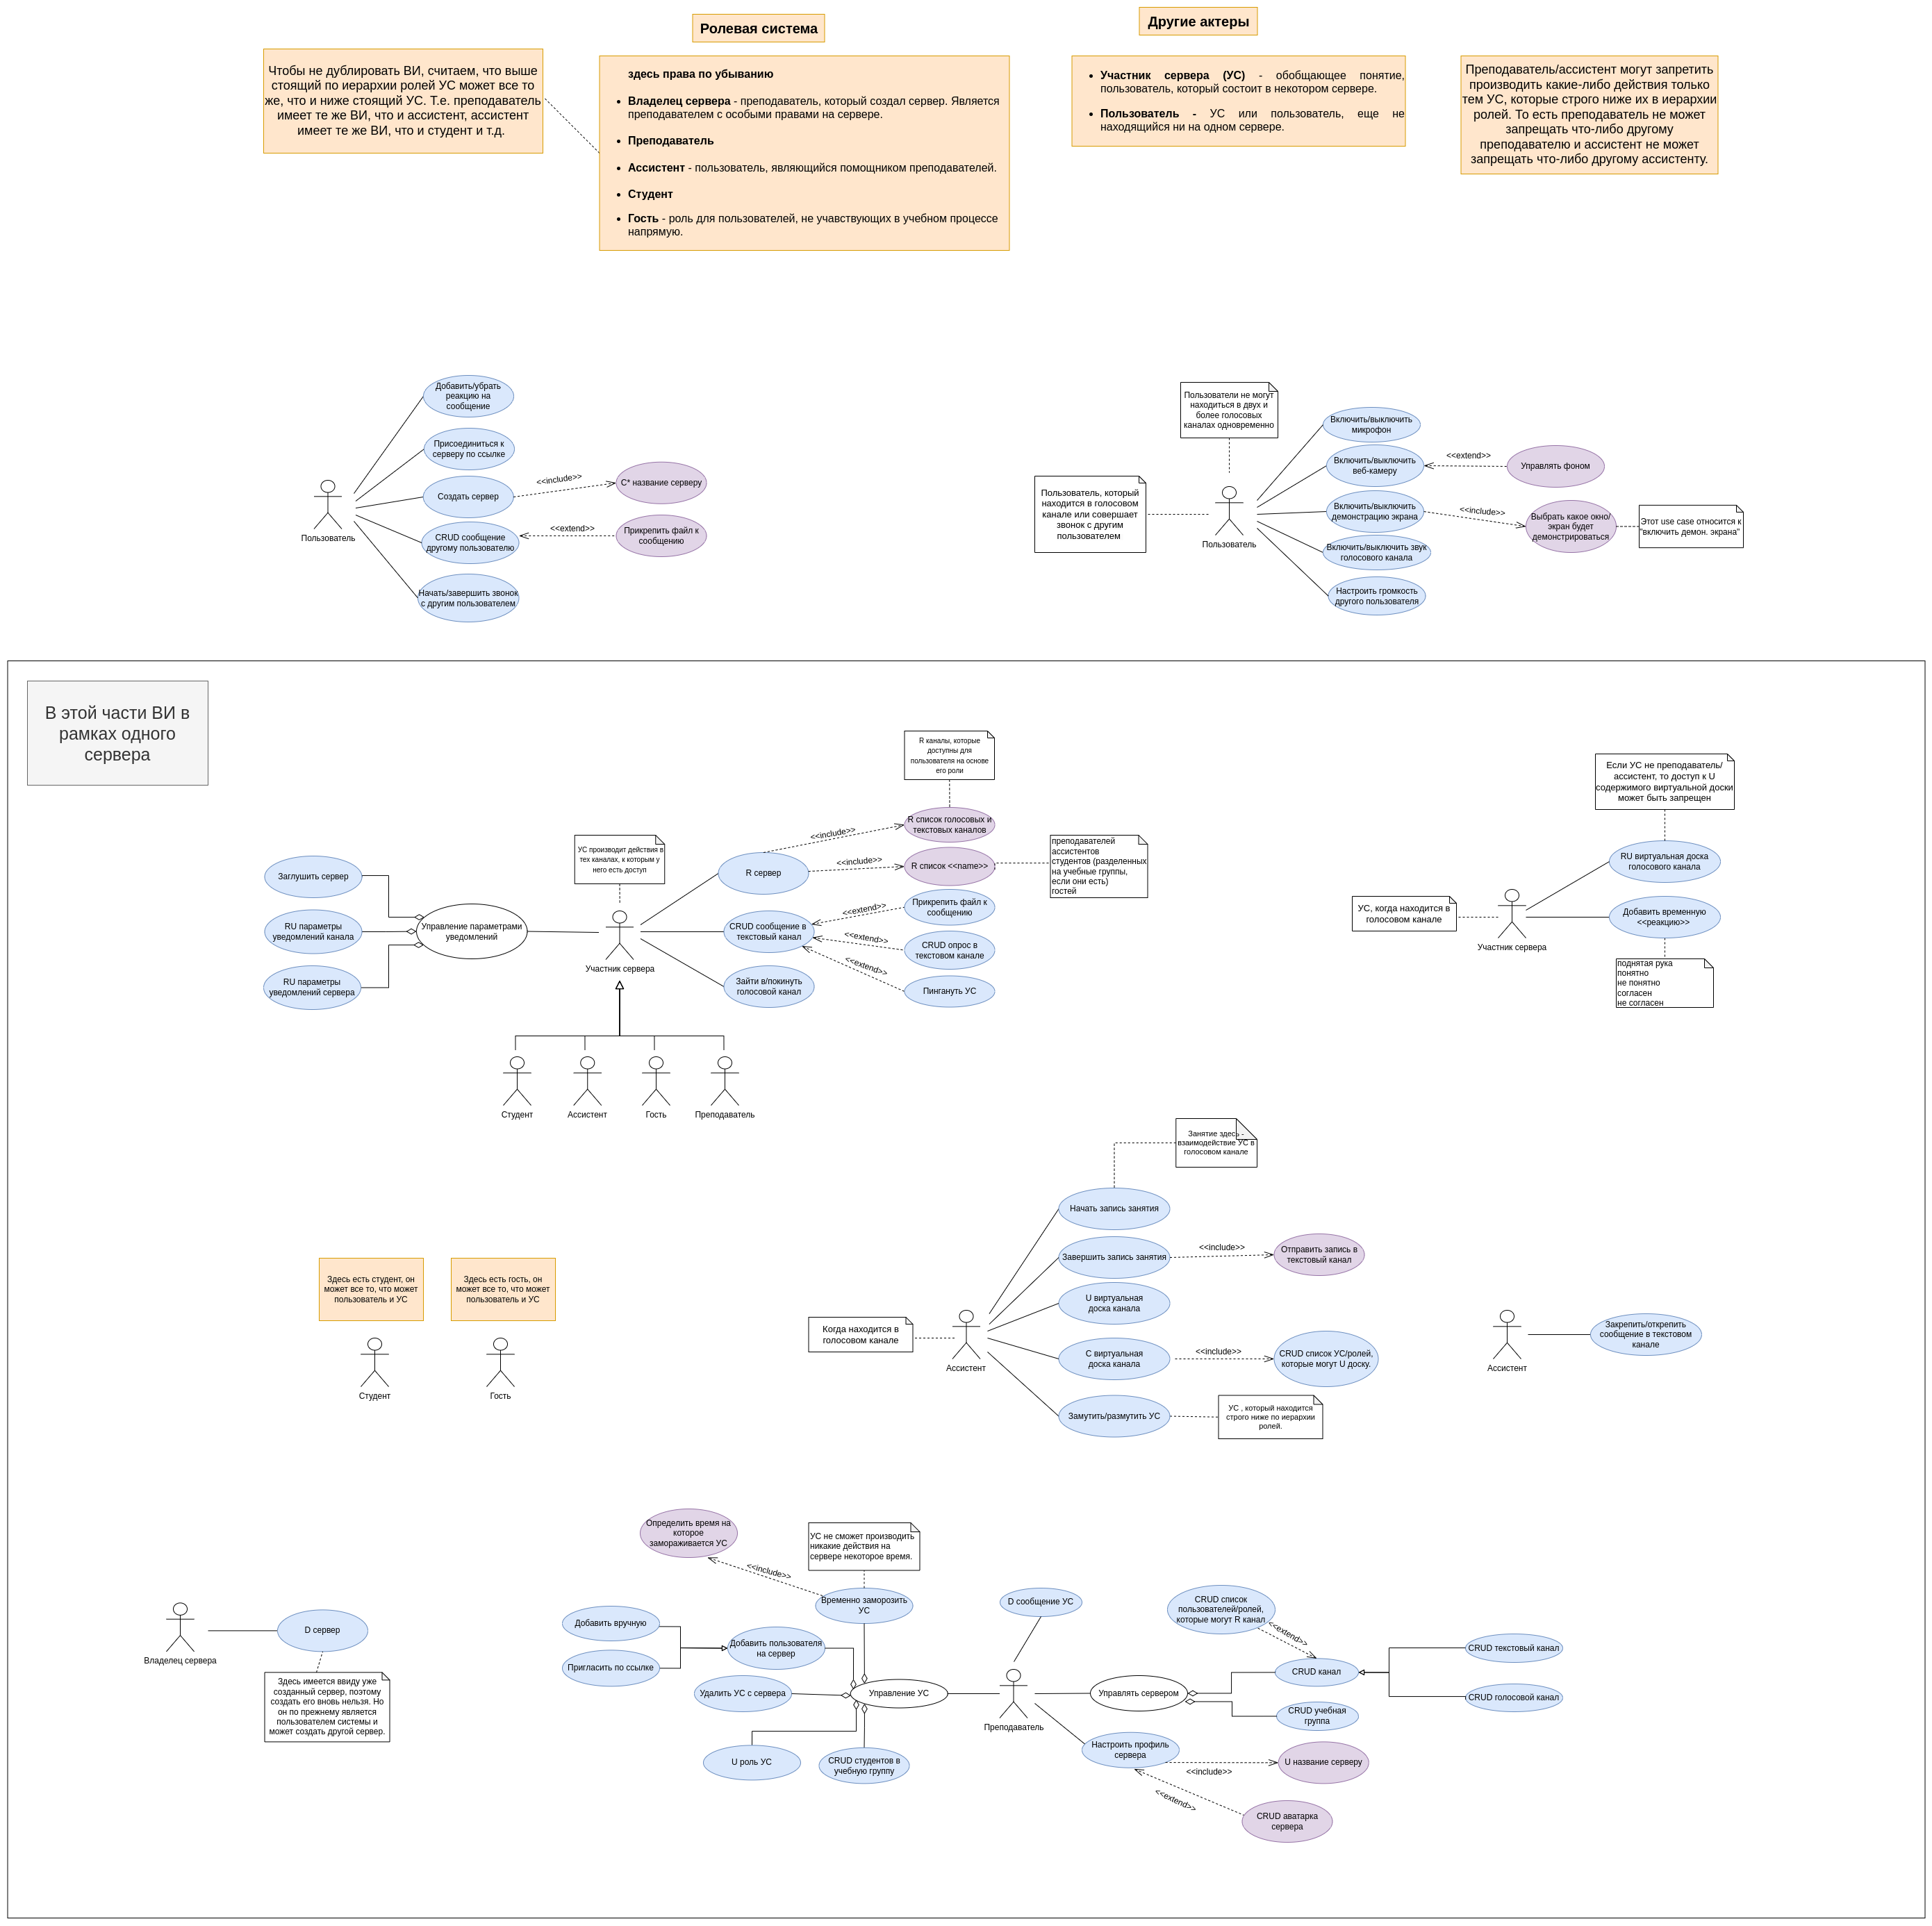 Ролевая система
Другие актеры
Чтобы не дублировать ВИ, считаем, что выше
стоящий по иерархии ролей УС может все то
же, что и ниже стоящий УС. Т.е. преподаватель
имеет те же ВИ, что и ассистент, ассистент
имеет те же ВИ, что и студент и т.д.
здесь права по убыванию
Владелец сервера - преподаватель, который создал сервер. Является
преподавателем с особыми правами на сервере.
Преподаватель
Ассистент - пользователь, являющийся помощником преподавателей.
Студент
Гость - роль для пользователей, не учавствующих в учебном процессе
напрямую.
Участник сервера (УС) - обобщающее понятие,
пользователь, который состоит в некотором сервере.
Пользователь - УС или пользователь, еще не
находящийся ни на одном сервере.
Преподаватель/ассистент могут запретить
производить какие-либо действия только
тем УС, которые строго ниже их в иерархии
ролей. То есть преподаватель не может
запрещать что-либо другому
преподавателю и ассистент не может
запрещать что-либо другому ассистенту.
Добавить/убрать
реакцию на
сообщение
Присоединиться к
серверу по ссылке
Создать сервер
<<include>>
С* название серверу
Пользователь
CRUD сообщение
другому пользователю
<<extend>>
Прикрепить файл к
сообщению
Начать/завершить звонок
с другим пользователем
Пользователи не могут
находиться в двух и
более голосовых
каналах одновременно
Пользователь, который
находится в голосовом
канале или совершает
звонок с другим
пользователем
Пользователь
Включить/выключить
микрофон
Включить/выключить
веб-камеру
<<extend>>
Управлять фоном
Включить/выключить
демонстрацию экрана
<<include>>
Выбрать какое окно/
экран будет
демонстрироваться
Этот use case относится к
"включить демон. экрана"
Включить/выключить звук
голосового канала
Настроить громкость
другого пользователя
В этой части ВИ в
рамках одного
сервера
Заглушить сервер
RU параметры
уведомлений канала
RU параметры
уведомлений сервера
Управление параметрами
уведомлений
УС производит действия в
тех каналах, к которым у
него есть доступ
Участник сервера
R каналы, которые
доступны для
пользователя на основе
его роли
R сервер
<<include>>
R список голосовых и
текстовых каналов
<<include>>
R список <<name>>
преподавателей
ассистентов
студентов (разделенных
на учебные группы,
если они есть)
гостей
CRUD сообщение в
текстовый канал
<<extend>>
Прикрепить файл к
сообщению
<<extend>>
CRUD опрос в
текстовом канале
<<extend>>
Пингануть УС
Зайти в/покинуть
голосовой канал
Студент
Ассистент
Гость
Преподаватель
Если УС не преподаватель/
ассистент, то доступ к U
содержимого виртуальной доски
может быть запрещен
RU виртуальная доска
голосового канала
УС, когда находится в
голосовом канале
Участник сервера
Добавить временную
<<реакцию>>
поднятая рука
понятно
не понятно
согласен
не согласен
Здесь есть студент, он
может все то, что может
пользователь и УС
Студент
Здесь есть гость, он
может все то, что может
пользователь и УС
Гость
Занятие здесь -
взаимодействие УС в
голосовом канале
Начать запись занятия
Завершить запись занятия
<<include>>
Отправить запись в
текстовый канал
U виртуальная
доска канала
Когда находится в
голосовом канале
Ассистент
С виртуальная
доска канала
<<include>>
CRUD список УС/ролей,
которые могут U доску.
Замутить/размутить УС
УС , который находится
строго ниже по иерархии
ролей.
Ассистент
Закрепить/открепить
сообщение в текстовом
канале
Владелец сервера
D сервер
Здесь имеется ввиду уже
созданный сервер, поэтому
создать его вновь нельзя. Но
он по прежнему является
пользователем системы и
может создать другой сервер.
Определить время на
которое
замораживается УС
<<include>>
УС не сможет производить
никакие действия на
сервере некоторое время.
Временно заморозить
УС
Добавить вручную
Пригласить по ссылке
Добавить пользователя
на сервер
Удалить УС с сервера
Управление УС
U роль УС
CRUD студентов в
учебную группу
D сообщение УС
Преподаватель
Управлять сервером
CRUD список
пользователей/ролей,
которые могут R канал
<<extend>>
CRUD канал
CRUD текстовый канал
CRUD голосовой канал
CRUD учебная
группа
Настроить профиль
сервера
<<include>>
U название серверу
<<extend>>
CRUD аватарка
сервера